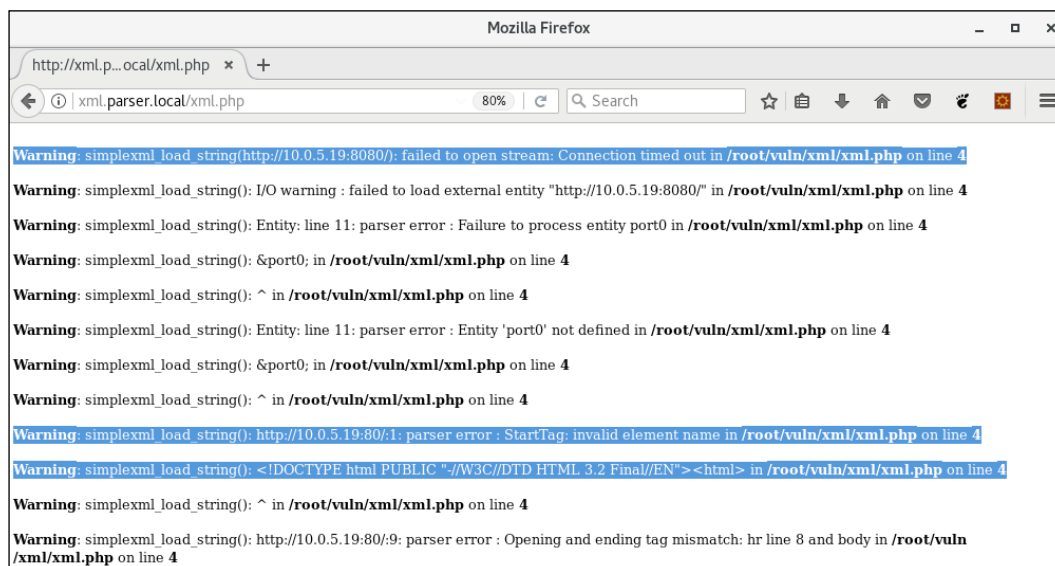 Mozilla Firefox
http://xml.p...ocal/xml.php
xml.parser.local/xml.php
80%
Search
Warning: simplexml_load_string(http://10.0.5.19:8080/): failed to open stream: Connection timed out in /root/vuln/xml/xml.php on line 4
Warning: simplexml_load_string(): I/O warning : failed to load external entity "http://10.0.5.19:8080/" in /root/vuln/xml/xml.php on line 4
Warning: simplexml_load_string(): Entity: line 11: parser error : Failure to process entity port0 in /root/vuln/xml/xml.php on line 4
Warning: simplexml_load_string(): &port0; in /root/vuln/xml/xml.php on line 4
Warning: simplexml_load_string(): ^ in /root/vuln/xml/xml.php on line 4
Warning: simplexml_load_string(): Entity: line 11: parser error : Entity 'port0' not defined in /root/vuln/xml/xml.php on line 4
Warning: simplexml_load_string(): &port0; in /root/vuln/xml/xml.php on line 4
Warning: simplexml_load_string(): ^ in /root/vuln/xml/xml.php on line 4
Warning: simplexml_load_string(): http://10.0.5.19:80/:1: parser error : StartTag: invalid element name in /root/vuln/xml/xml.php on line 4
Warning: simplexml_load_string(): <!DOCTYPE html PUBLIC "-//W3C//DTD HTML 3.2 Final//EN"><html> in /root/vuln/xml/xml.php on line 4
Warning: simplexml_load_string(): ^ in /root/vuln/xml/xml.php on line 4
Warning: simplexml_load_string(): http://10.0.5.19:80/:9: parser error : Opening and ending tag mismatch: hr line 8 and body in /root/vuln
/xml/xml.php on line 4